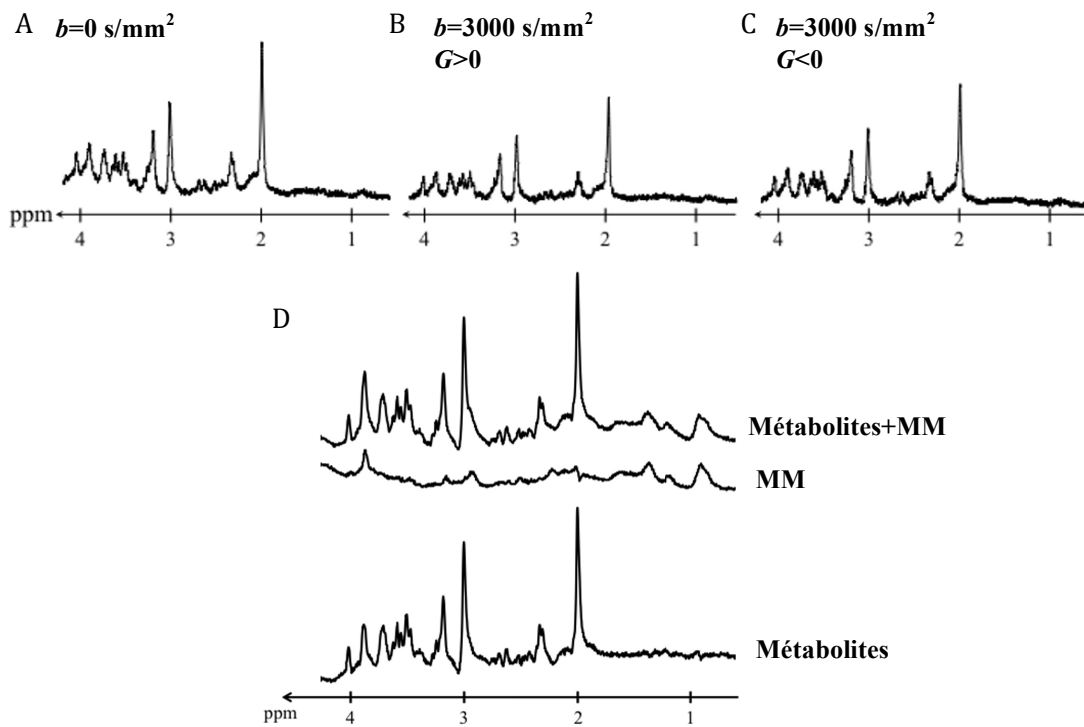 A b=0 s/mm²
B b=3000 s/mm²
G>0
C b=3000 s/mm²
G<0
ppm 4 3 2 1
4 3 2 1
4 3 2 1
D
Métabolites+MM
MM
Métabolites
ppm 4 3 2 1